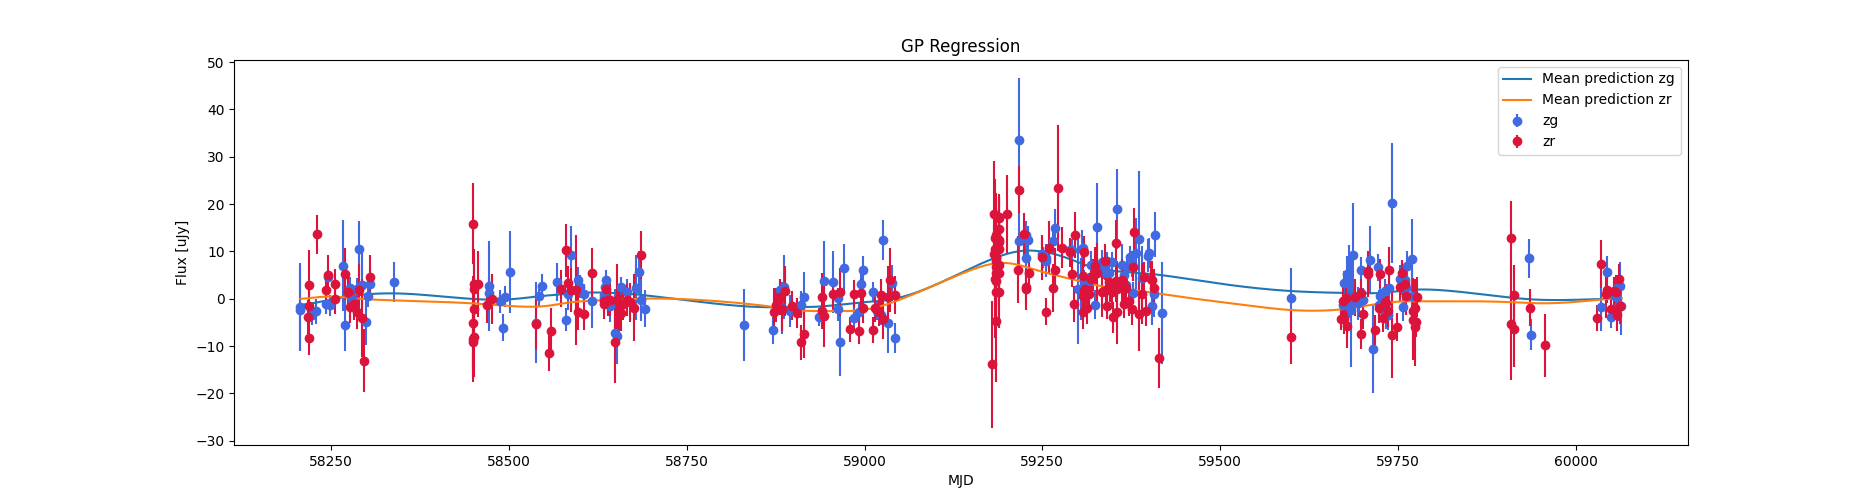 GP Regression
50
40
30
20
10
0
−10
−20
−30
Flux [uJy]
58250
58500
58750
59000
59250
59500
59750
60000
MJD
Mean prediction zg
Mean prediction zr
zg
zr